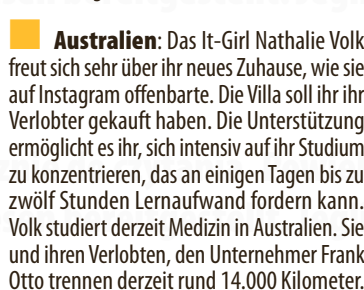 Australien: Das It-Girl Nathalie Volk
freut sich sehr über ihr neues Zuhause, wie sie
auf Instagram offenbarte. Die Villa soll ihr ihr
Verlobter gekauft haben. Die Unterstützung
ermöglicht es ihr, sich intensiv auf ihr Studium
zu konzentrieren, das an einigen Tagen bis zu
zwölf Stunden Lernaufwand fordern kann.
Volk studiert derzeit Medizin in Australien. Sie
und ihren Verlobten, den Unternehmer Frank
Otto trennen derzeit rund 14.000 Kilometer.